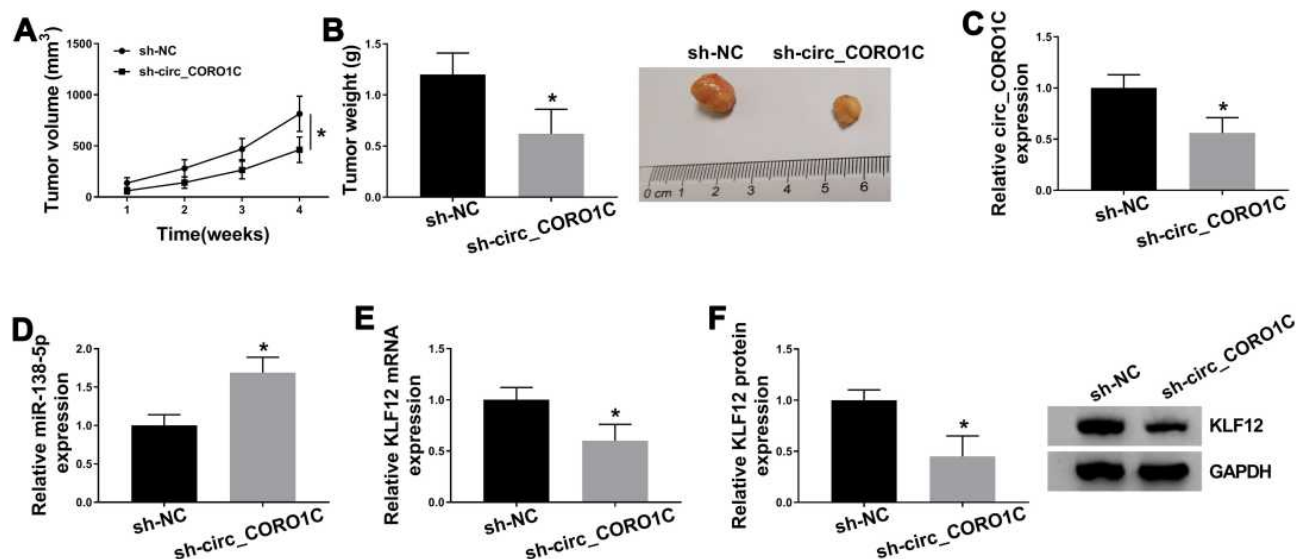 A
Tumor volume (mm3)
1500
1000
500
0
sh-NC
sh-circ_CORO1C
*
1 2 3 4
Time(weeks)
B
Tumor weight (g)
1.5
1.0
0.5
0.0
*
sh-NC
sh-circ_CORO1C
sh-NC sh-circ_CORO1C
0 cm 1 2 3 4 5 6
C
Relative circ_CORO1C
expression
1.5
1.0
0.5
0.0
*
sh-NC
sh-circ_CORO1C
D
Relative miR-138-5p
expression
2.0
1.5
1.0
0.5
0.0
*
sh-NC
sh-circ_CORO1C
E
Relative KLF12 mRNA
expression
1.5
1.0
0.5
0.0
*
sh-NC
sh-circ_CORO1C
F
Relative KLF12 protein
expression
1.5
1.0
0.5
0.0
*
sh-NC
sh-circ_CORO1C
sh-NC
sh-circ_CORO1C
KLF12
GAPDH